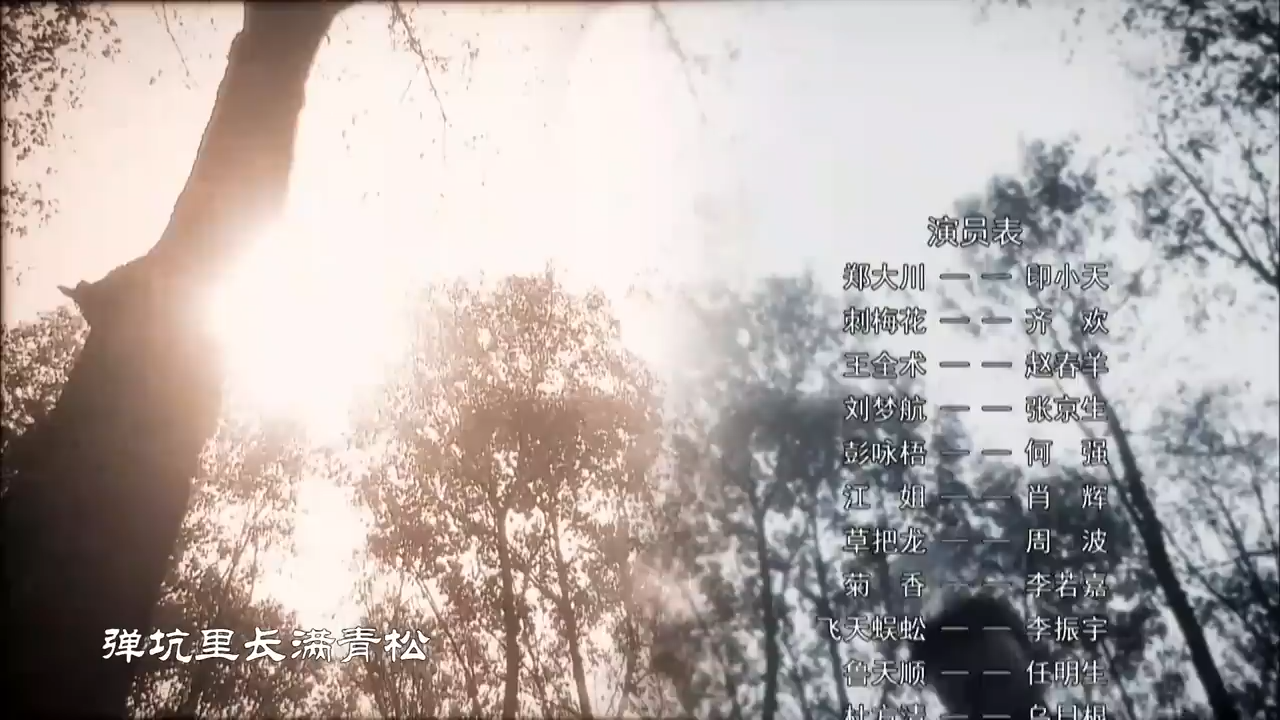 演员表
郑大川 — — 印小天
刺梅花 — — 齐 欢
王全术 — — 赵春羊
刘梦航 — — 张京生
彭咏梧 — — 何 强
江 姐 — — 肖 辉
草把龙 — — 周 波
菊 香 — — 李若嘉
飞天蜈蚣 — — 李振宇
鲁天顺 — — 任明生
弹坑里长满青松